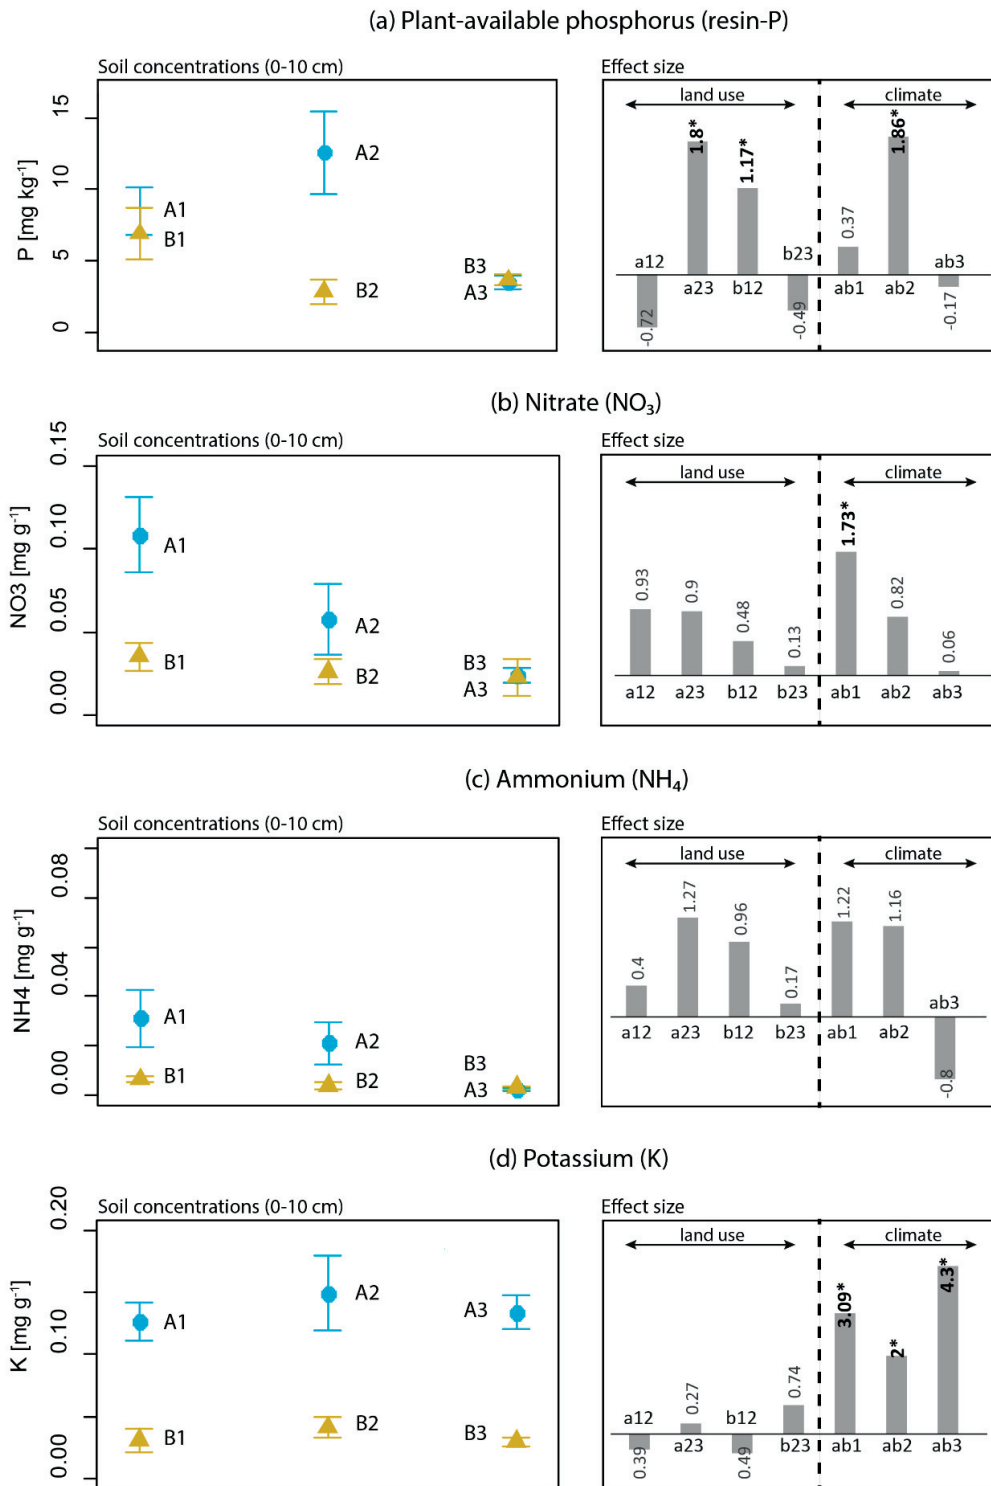 (a) Plant-available phosphorus (resin-P)
Soil concentrations (0-10 cm)
P [mg kg⁻¹]
15
10
5
0
A1
B1
A2
B2
B3
A3
Effect size
land use
climate
a12
a23
b12
b23
ab1
ab2
ab3
-0.72
1.8*
1.17*
-0.49
0.37
1.86*
-0.17
(b) Nitrate (NO₃)
Soil concentrations (0-10 cm)
NO3 [mg g⁻¹]
0.15
0.10
0.05
0.00
A1
B1
A2
B2
B3
A3
Effect size
land use
climate
0.93
0.9
0.48
0.13
1.73*
0.82
0.06
a12
a23
b12
b23
ab1
ab2
ab3
(c) Ammonium (NH₄)
Soil concentrations (0-10 cm)
NH4 [mg g⁻¹]
0.08
0.04
0.00
A1
B1
A2
B2
B3
A3
Effect size
land use
climate
0.4
1.27
0.96
0.17
1.22
1.16
-0.8
a12
a23
b12
b23
ab1
ab2
ab3
(d) Potassium (K)
Soil concentrations (0-10 cm)
K [mg g⁻¹]
0.20
0.10
0.00
A1
B1
A2
B2
A3
B3
Effect size
land use
climate
a12
a23
b12
b23
ab1
ab2
ab3
0.39
0.27
0.49
0.74
3.09*
2*
4.3*